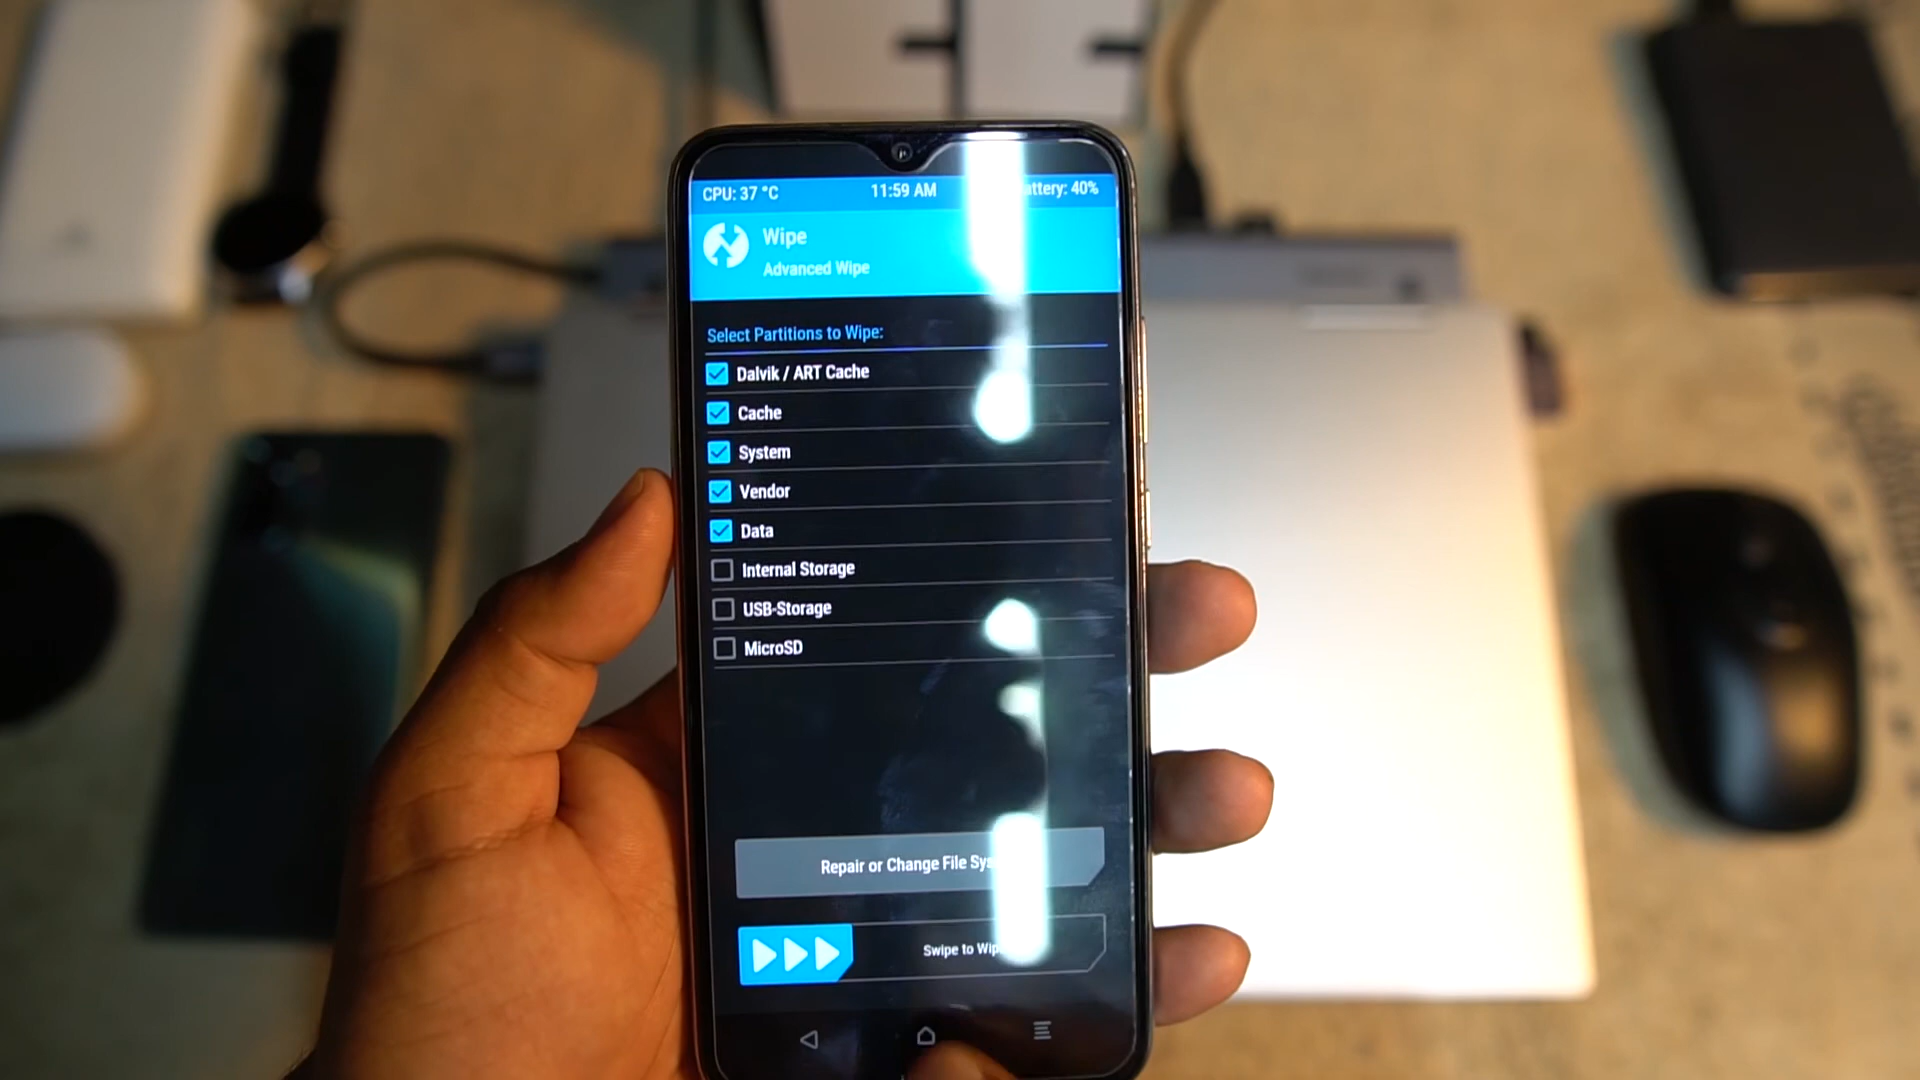 CPU: 37 °C 11:59 AM attery: 40%
Wipe
Advanced Wipe
Select Partitions to Wipe:
Dalvik / ART Cache
Cache
System
Vendor
Data
Internal Storage
USB-Storage
MicroSD
Repair or Change File Sys
Swipe to Wip